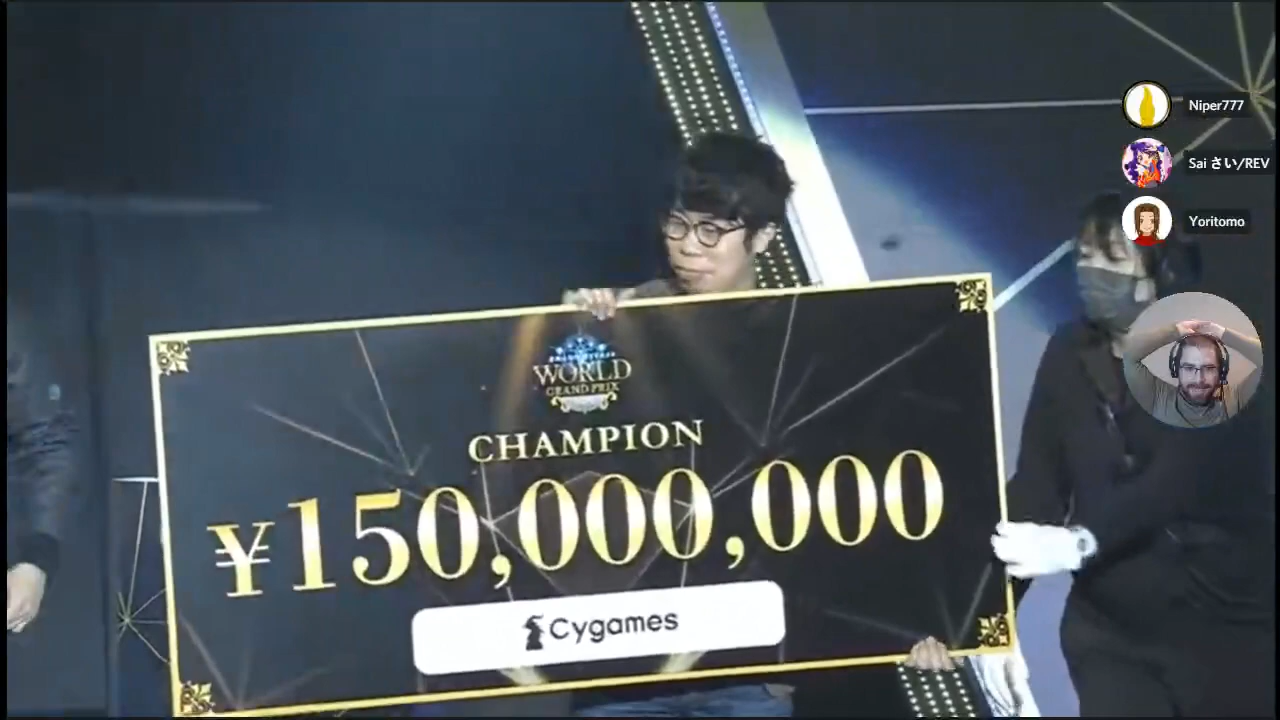 Niper777
Sai さい/REV
Yoritomo
WORLD
GRAND PRIX
CHAMPION
¥150,000,000
Cygames